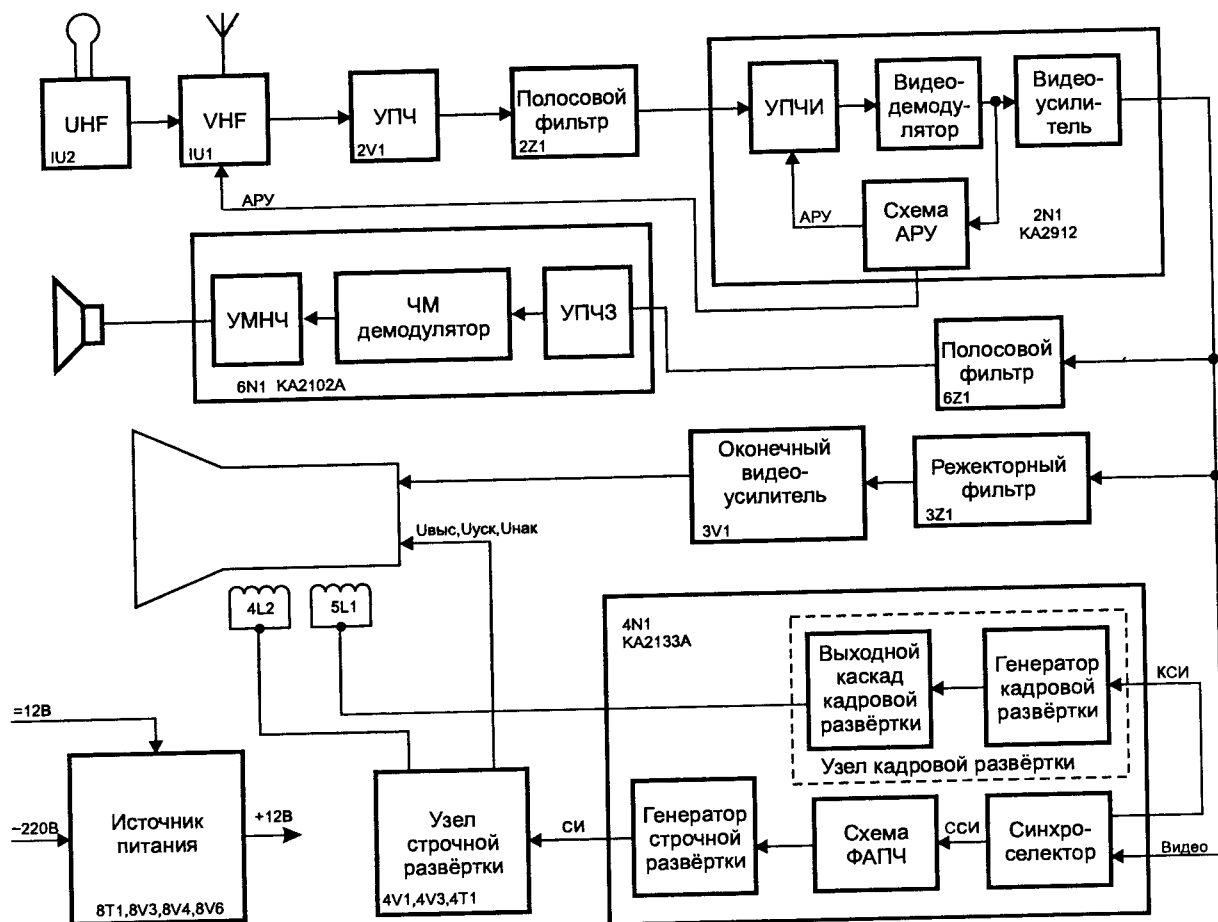 UHF
IU2
VHF
IU1
УПЧ
2V1
Полосовой
фильтр
2Z1
УПЧИ
Видео-
демоду-
лятор
Видео-
усили-
тель
АРУ
АРУ
Схема
АРУ
2N1
KA2912
УМНЧ
ЧМ
демодулятор
УПЧЗ
6N1 KA2102A
Полосовой
фильтр
6Z1
Оконечный
видео-
усилитель
3V1
Режекторный
фильтр
3Z1
Uвыс,Uуск,Uнак
4L2
5L1
4N1
KA2133A
Выходной
каскад
кадровой
развёртки
Генератор
кадровой
развёртки
КСИ
Узел кадровой развёртки
=12В
~220В
Источник
питания
+12В
8T1,8V3,8V4,8V6
Узел
строчной
развёртки
4V1,4V3,4T1
СИ
Генератор
строчной
развёртки
Схема
ФАПЧ
ССИ
Синхро-
селектор
Видео